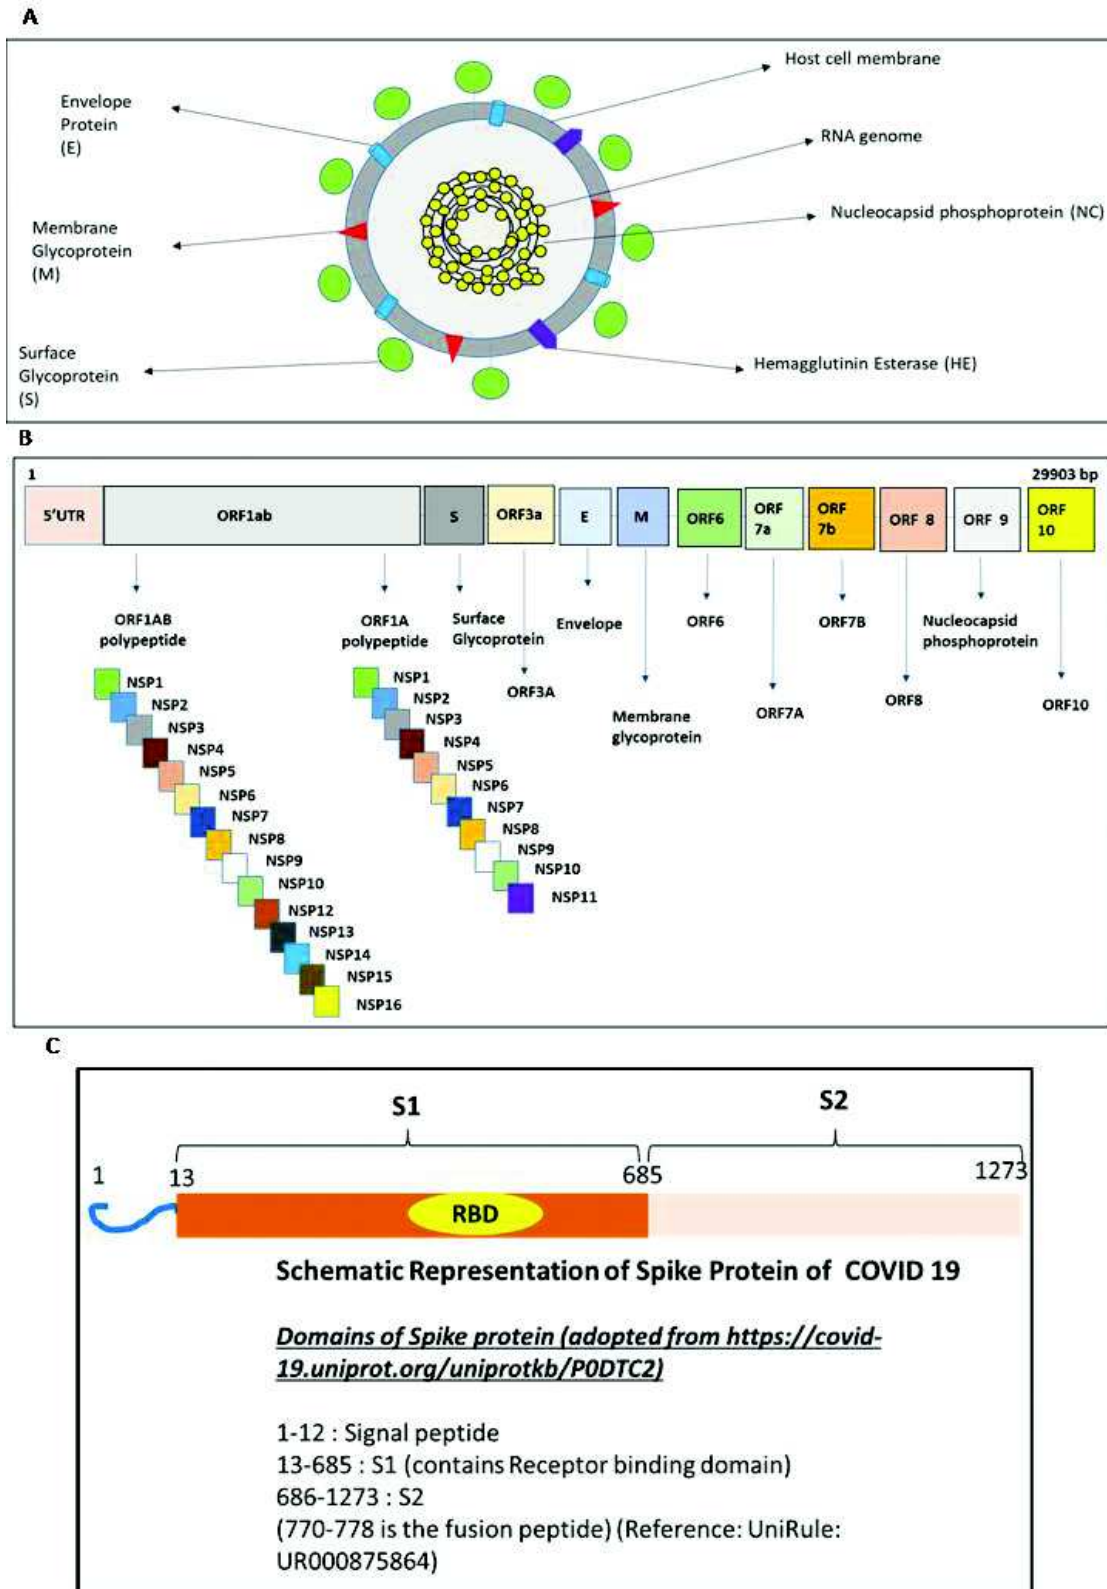 A
Envelope
Protein
(E)
Membrane
Glycoprotein
(M)
Surface
Glycoprotein
(S)
Host cell membrane
RNA genome
Nucleocapsid phosphoprotein (NC)
Hemagglutinin Esterase (HE)
B
1
29903 bp
5'UTR
ORF1ab
S
ORF3a
E
M
ORF6
ORF
7a
ORF
7b
ORF 8
ORF 9
ORF
10
ORF1AB
polypeptide
ORF1A
polypeptide
Surface
Glycoprotein
ORF3A
Envelope
Membrane
glycoprotein
ORF6
ORF7A
ORF7B
ORF8
Nucleocapsid
phosphoprotein
ORF10
NSP1
NSP2
NSP3
NSP4
NSP5
NSP6
NSP7
NSP8
NSP9
NSP10
NSP12
NSP13
NSP14
NSP15
NSP16
NSP1
NSP2
NSP3
NSP4
NSP5
NSP6
NSP7
NSP8
NSP9
NSP10
NSP11
C
S1
S2
1
13
685
1273
RBD
Schematic Representation of Spike Protein of COVID 19
Domains of Spike protein (adopted from https://covid-
19.uniprot.org/uniprotkb/P0DTC2)
1-12 : Signal peptide
13-685 : S1 (contains Receptor binding domain)
686-1273 : S2
(770-778 is the fusion peptide) (Reference: UniRule:
UR000875864)